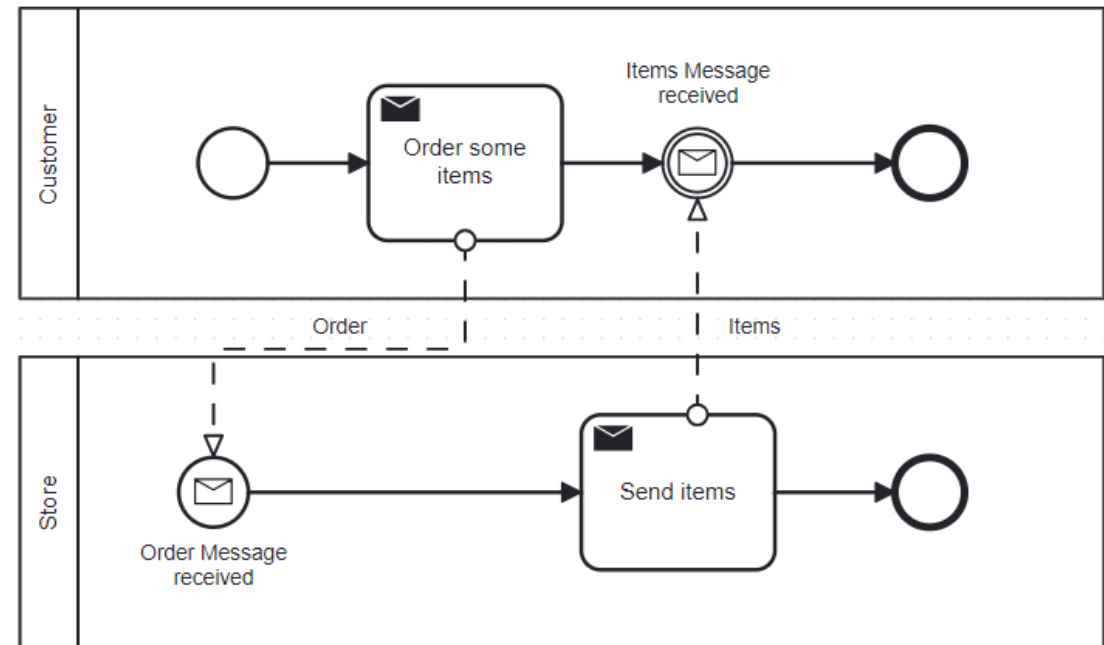 Customer
Items Message
received
Order some
items
Order
Items
Store
Send items
Order Message
received